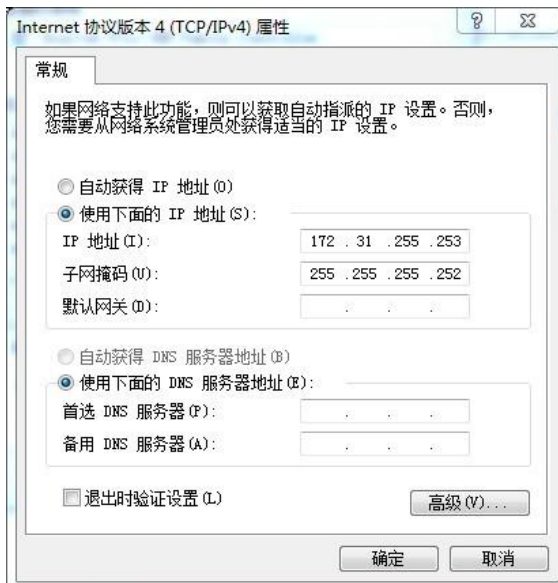 Internet 协议版本 4 (TCP/IPv4) 属性
常规
如果网络支持此功能，则可以获取自动指派的 IP 设置。否则，
您需要从网络系统管理员处获得适当的 IP 设置。
自动获得 IP 地址(O)
使用下面的 IP 地址(S):
IP 地址(I): 172 . 31 .255 .253
子网掩码(U): 255 .255 .255 .252
默认网关(D): . . .
自动获得 DNS 服务器地址(B)
使用下面的 DNS 服务器地址(E):
首选 DNS 服务器(P): . . .
备用 DNS 服务器(A): . . .
退出时验证设置(L)
高级(V)...
确定 取消